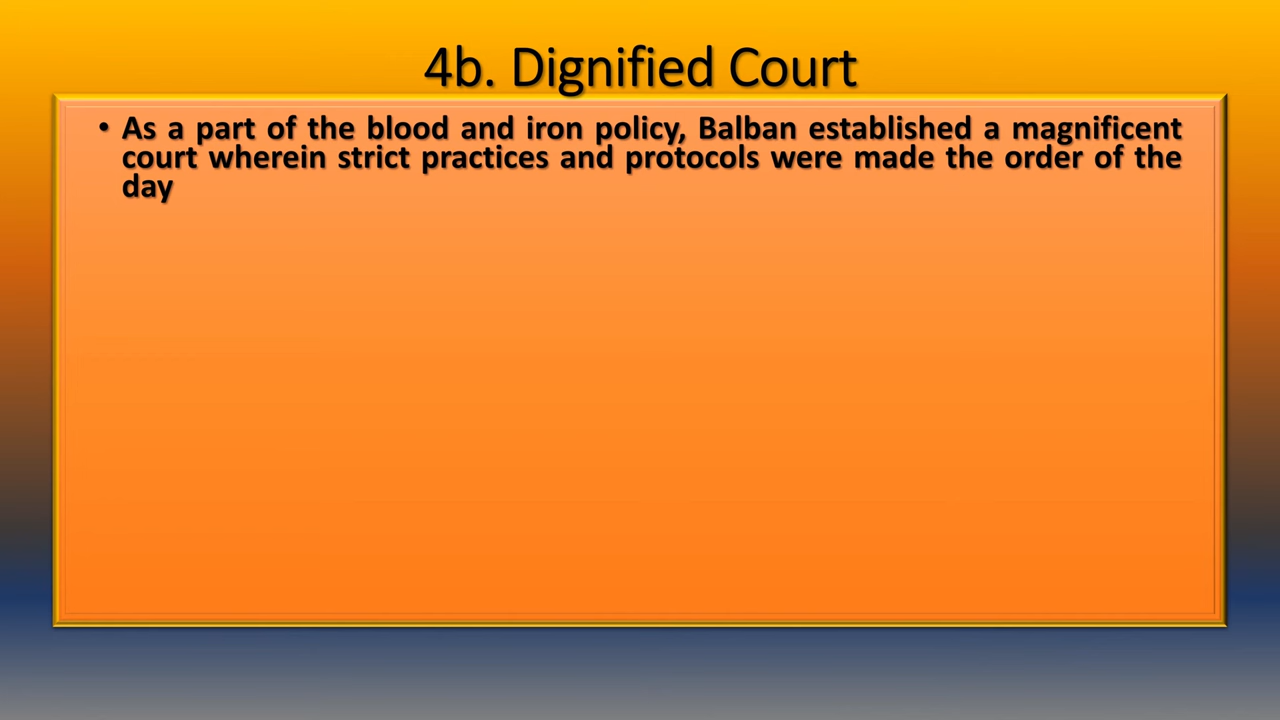 4b. Dignified Court
• As a part of the blood and iron policy, Balban established a magnificent
court wherein strict practices and protocols were made the order of the
day